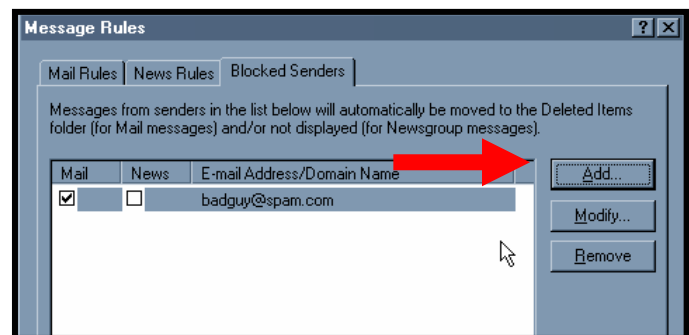 Message Rules
Mail Rules News Rules Blocked Senders
Messages from senders in the list below will automatically be moved to the Deleted Items
folder (for Mail messages) and/or not displayed (for Newsgroup messages).
Mail News E-mail Address/Domain Name
Add...
badguy@spam.com
Modify...
Remove